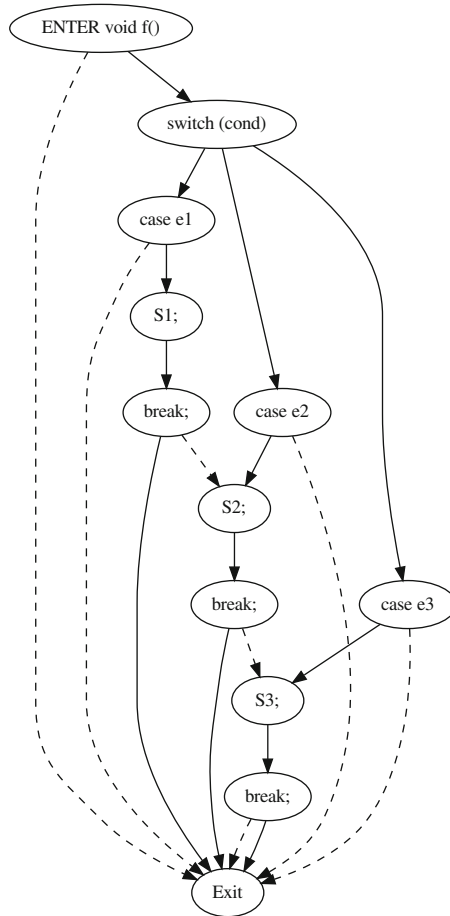 ENTER void f()
switch (cond)
case e1
S1;
break;
case e2
S2;
break;
case e3
S3;
break;
Exit